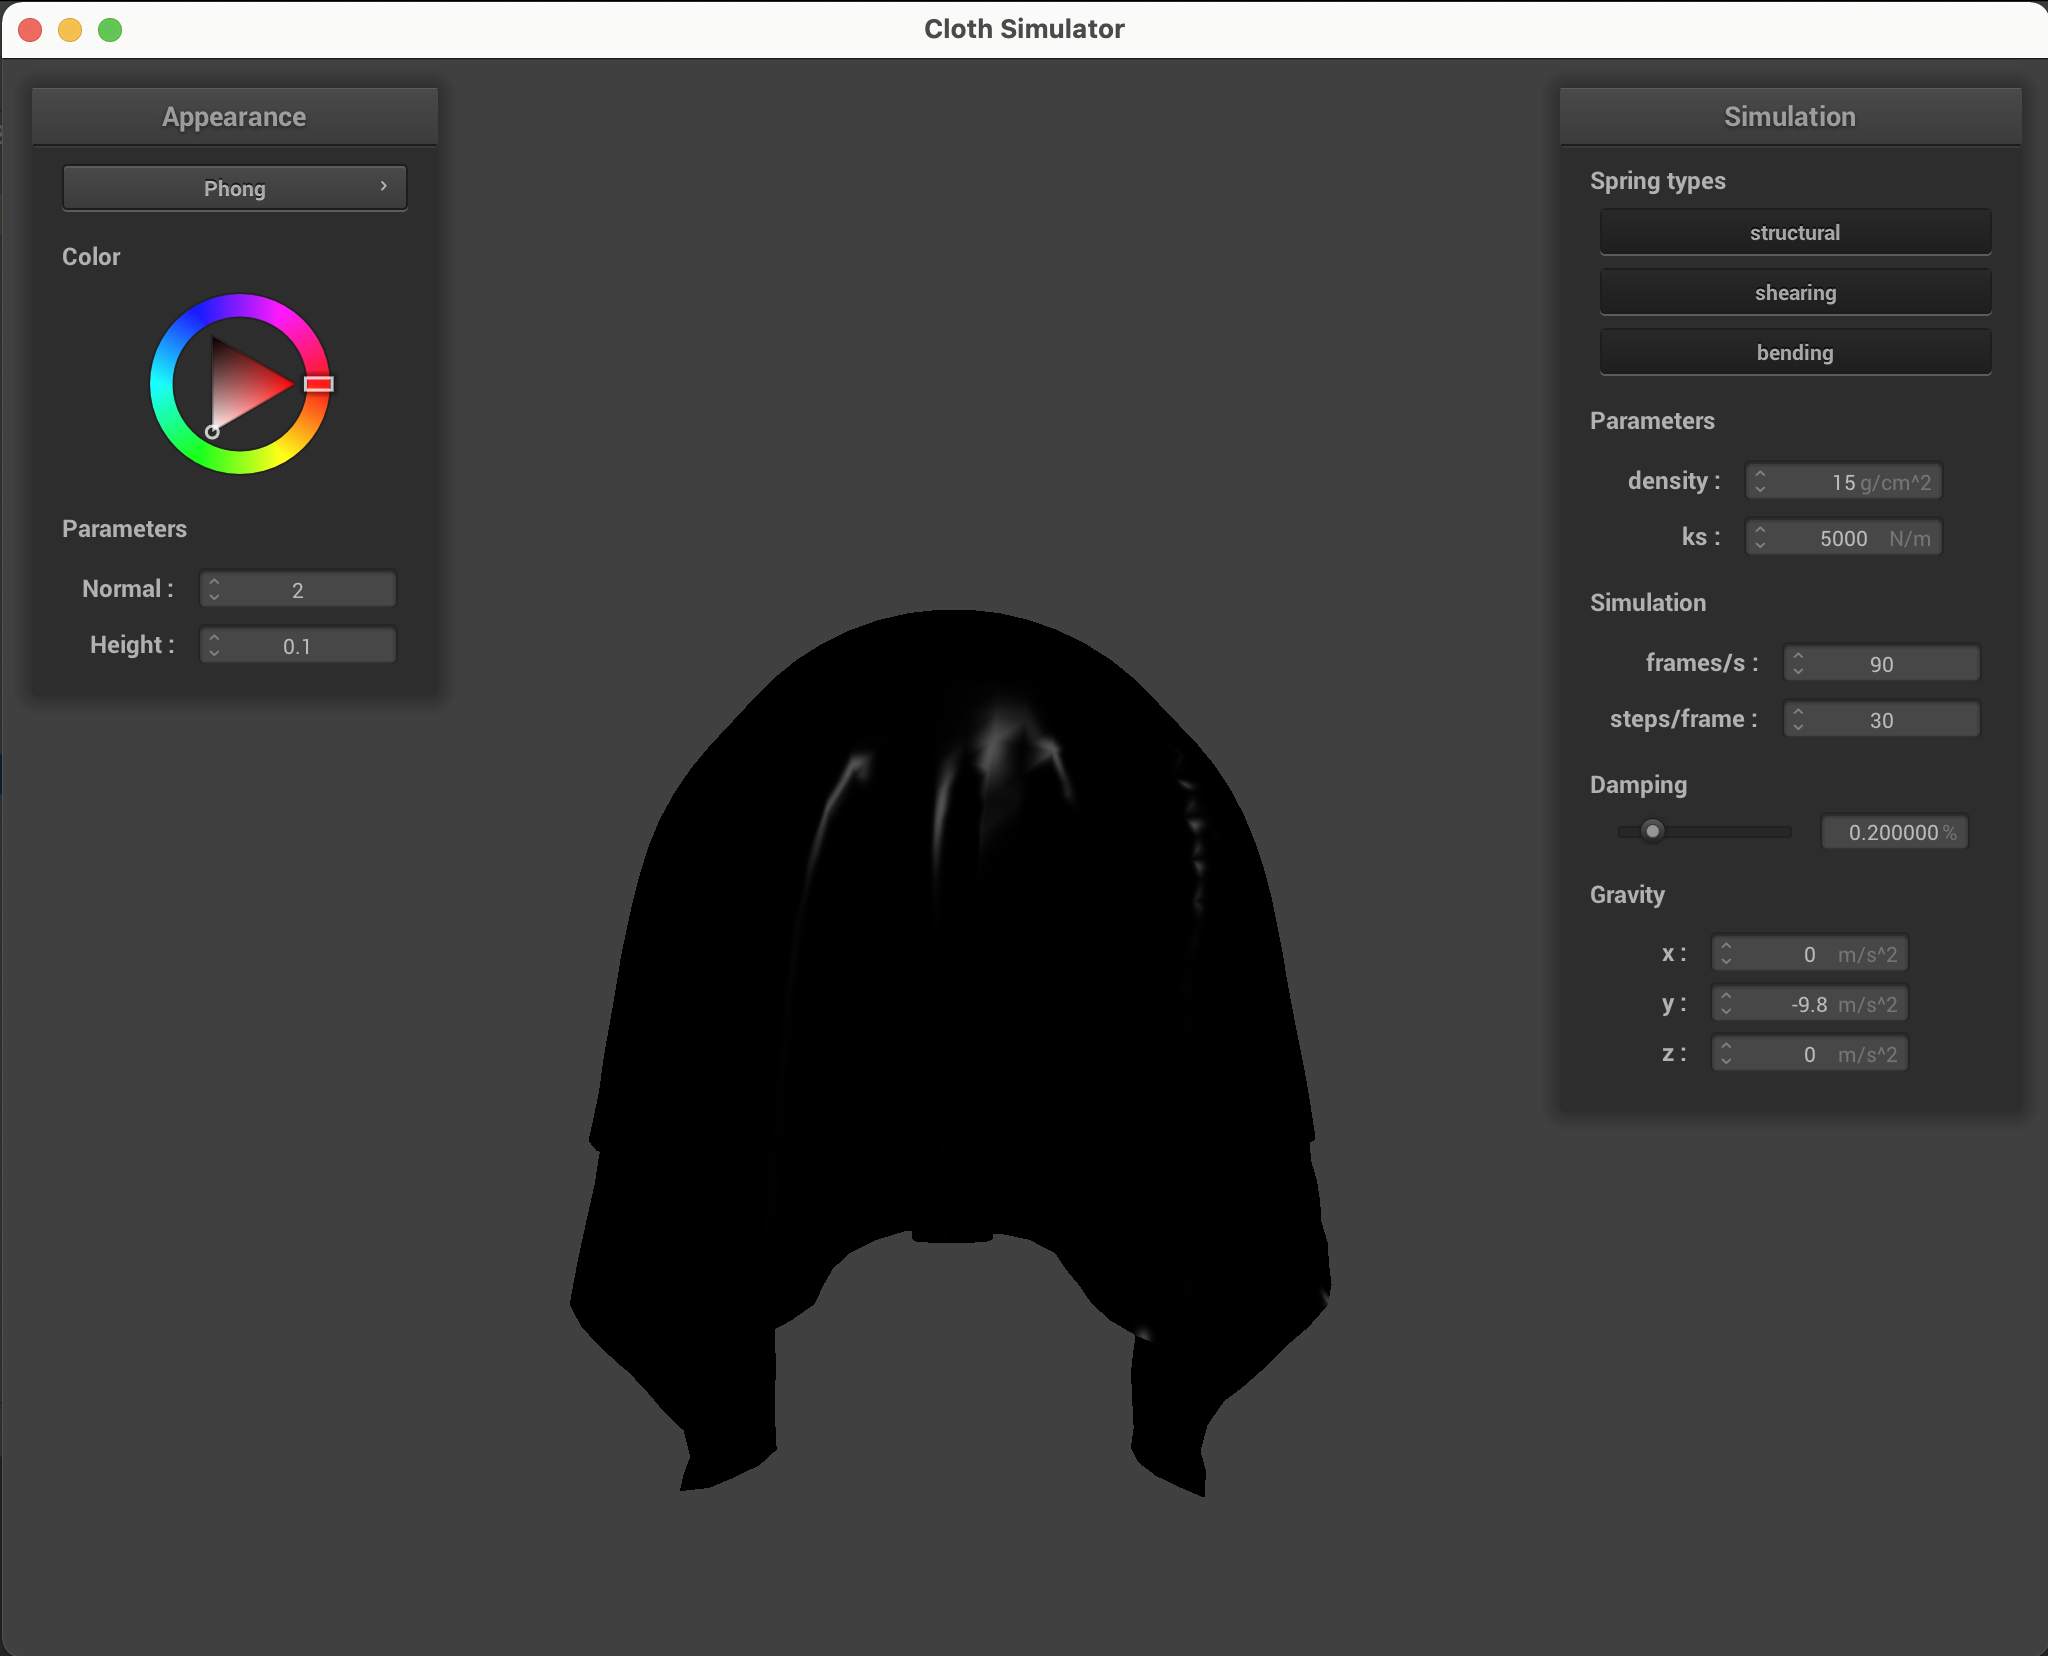 Cloth Simulator
Appearance
Phong
Color
Parameters
Normal : 2
Height : 0.1
Simulation
Spring types
structural
shearing
bending
Parameters
density : 15 g/cm^2
ks : 5000 N/m
Simulation
frames/s : 90
steps/frame : 30
Damping
0.200000 %
Gravity
x : 0 m/s^2
y : -9.8 m/s^2
z : 0 m/s^2